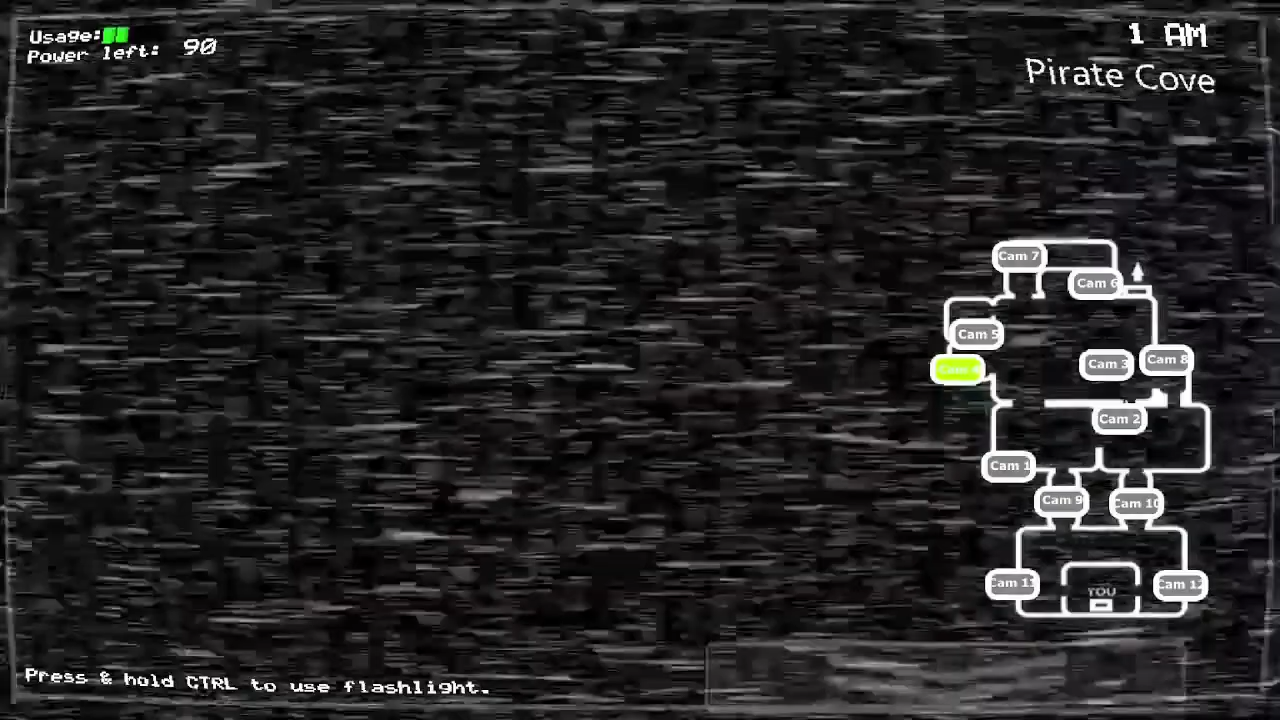 Usage:
Power left: 90
1 AM
Pirate Cove
Cam 7
Cam 6
Cam 5
Cam 3
Cam 8
Cam 2
Cam 1
Cam 9
Cam 10
Cam 11
Cam 12
YOU
Press & hold CTRL to use flashlight.